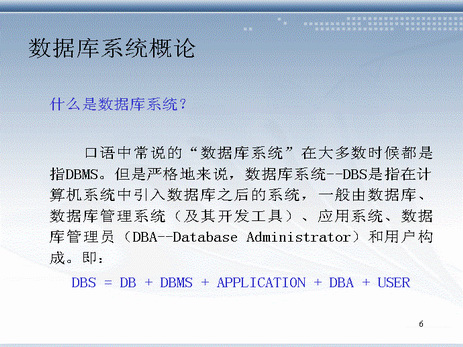 数据库系统概论
什么是数据库系统？
口语中常说的“数据库系统”在大多数时候都是
指DBMS。但是严格地来说，数据库系统--DBS是指在计
算机系统中引入数据库之后的系统，一般由数据库、
数据库管理系统（及其开发工具）、应用系统、数据
库管理员（DBA--Database Administrator）和用户构
成。即：
DBS = DB + DBMS + APPLICATION + DBA + USER
6